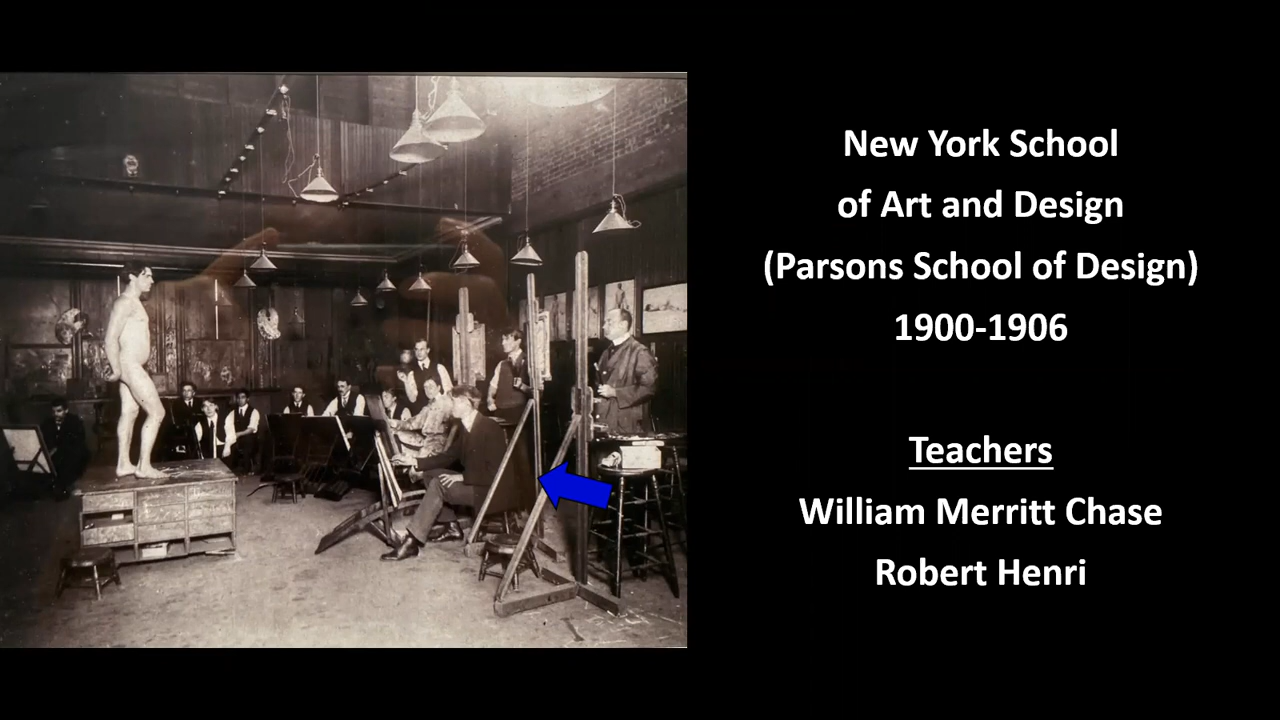 New York School
of Art and Design
(Parsons School of Design)
1900-1906
Teachers
William Merritt Chase
Robert Henri